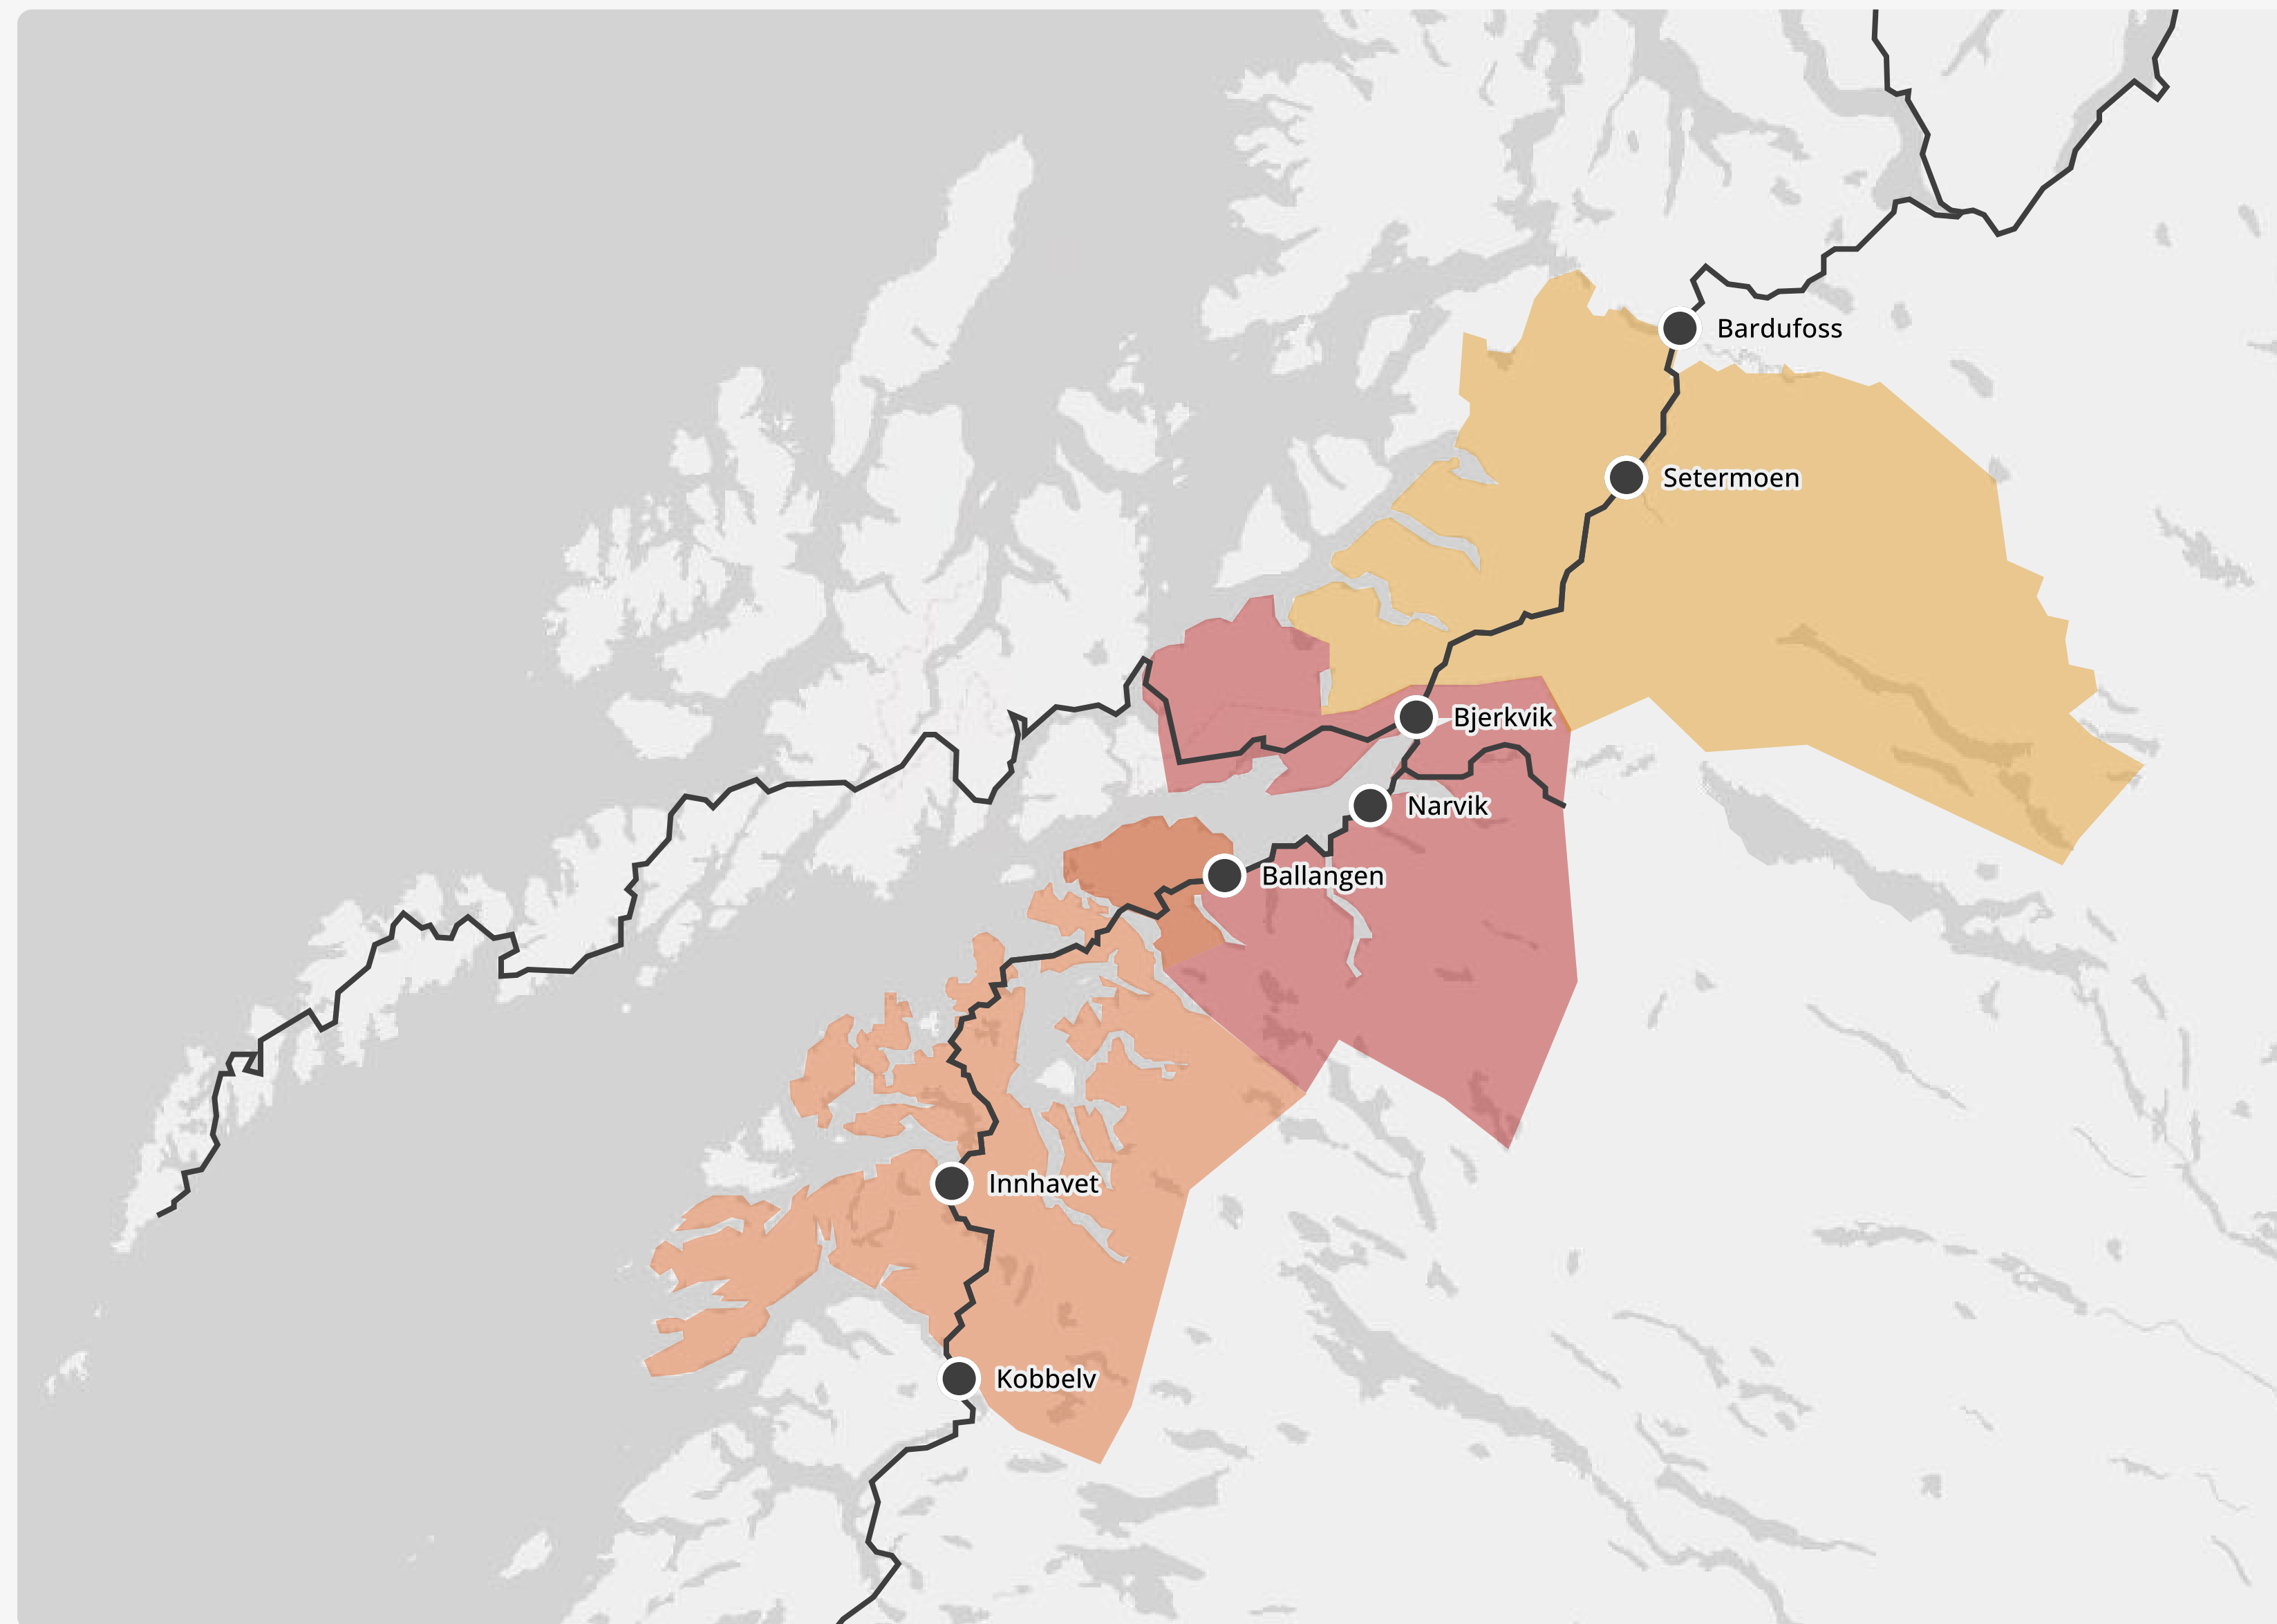 Bardufoss
Setermoen
Bjerkvik
Narvik
Ballangen
Innhavet
Kobbelv